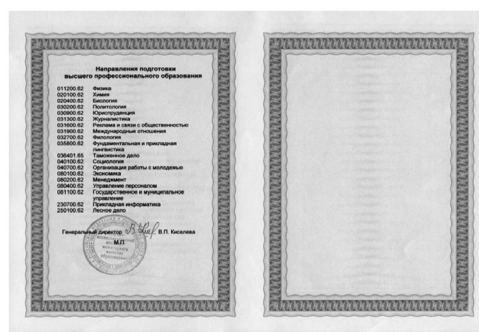 Направления подготовки
высшего профессионального образования
011200.62 Физика
020100.62 Химия
020400.62 Биология
030200.62 Политология
030900.62 Юриспруденция
031300.62 Журналистика
031600.62 Реклама и связи с общественностью
031900.62 Международные отношения
032700.62 Филология
035800.62 Фундаментальная и прикладная
лингвистика
036401.65 Таможенное дело
040100.62 Социология
040700.62 Организация работы с молодежью
080100.62 Экономика
080200.62 Менеджмент
080400.62 Управление персоналом
081100.62 Государственное и муниципальное
управление
230700.62 Прикладная информатика
250100.62 Лесное дело
Генеральный директор В.П. Киселева
М.П